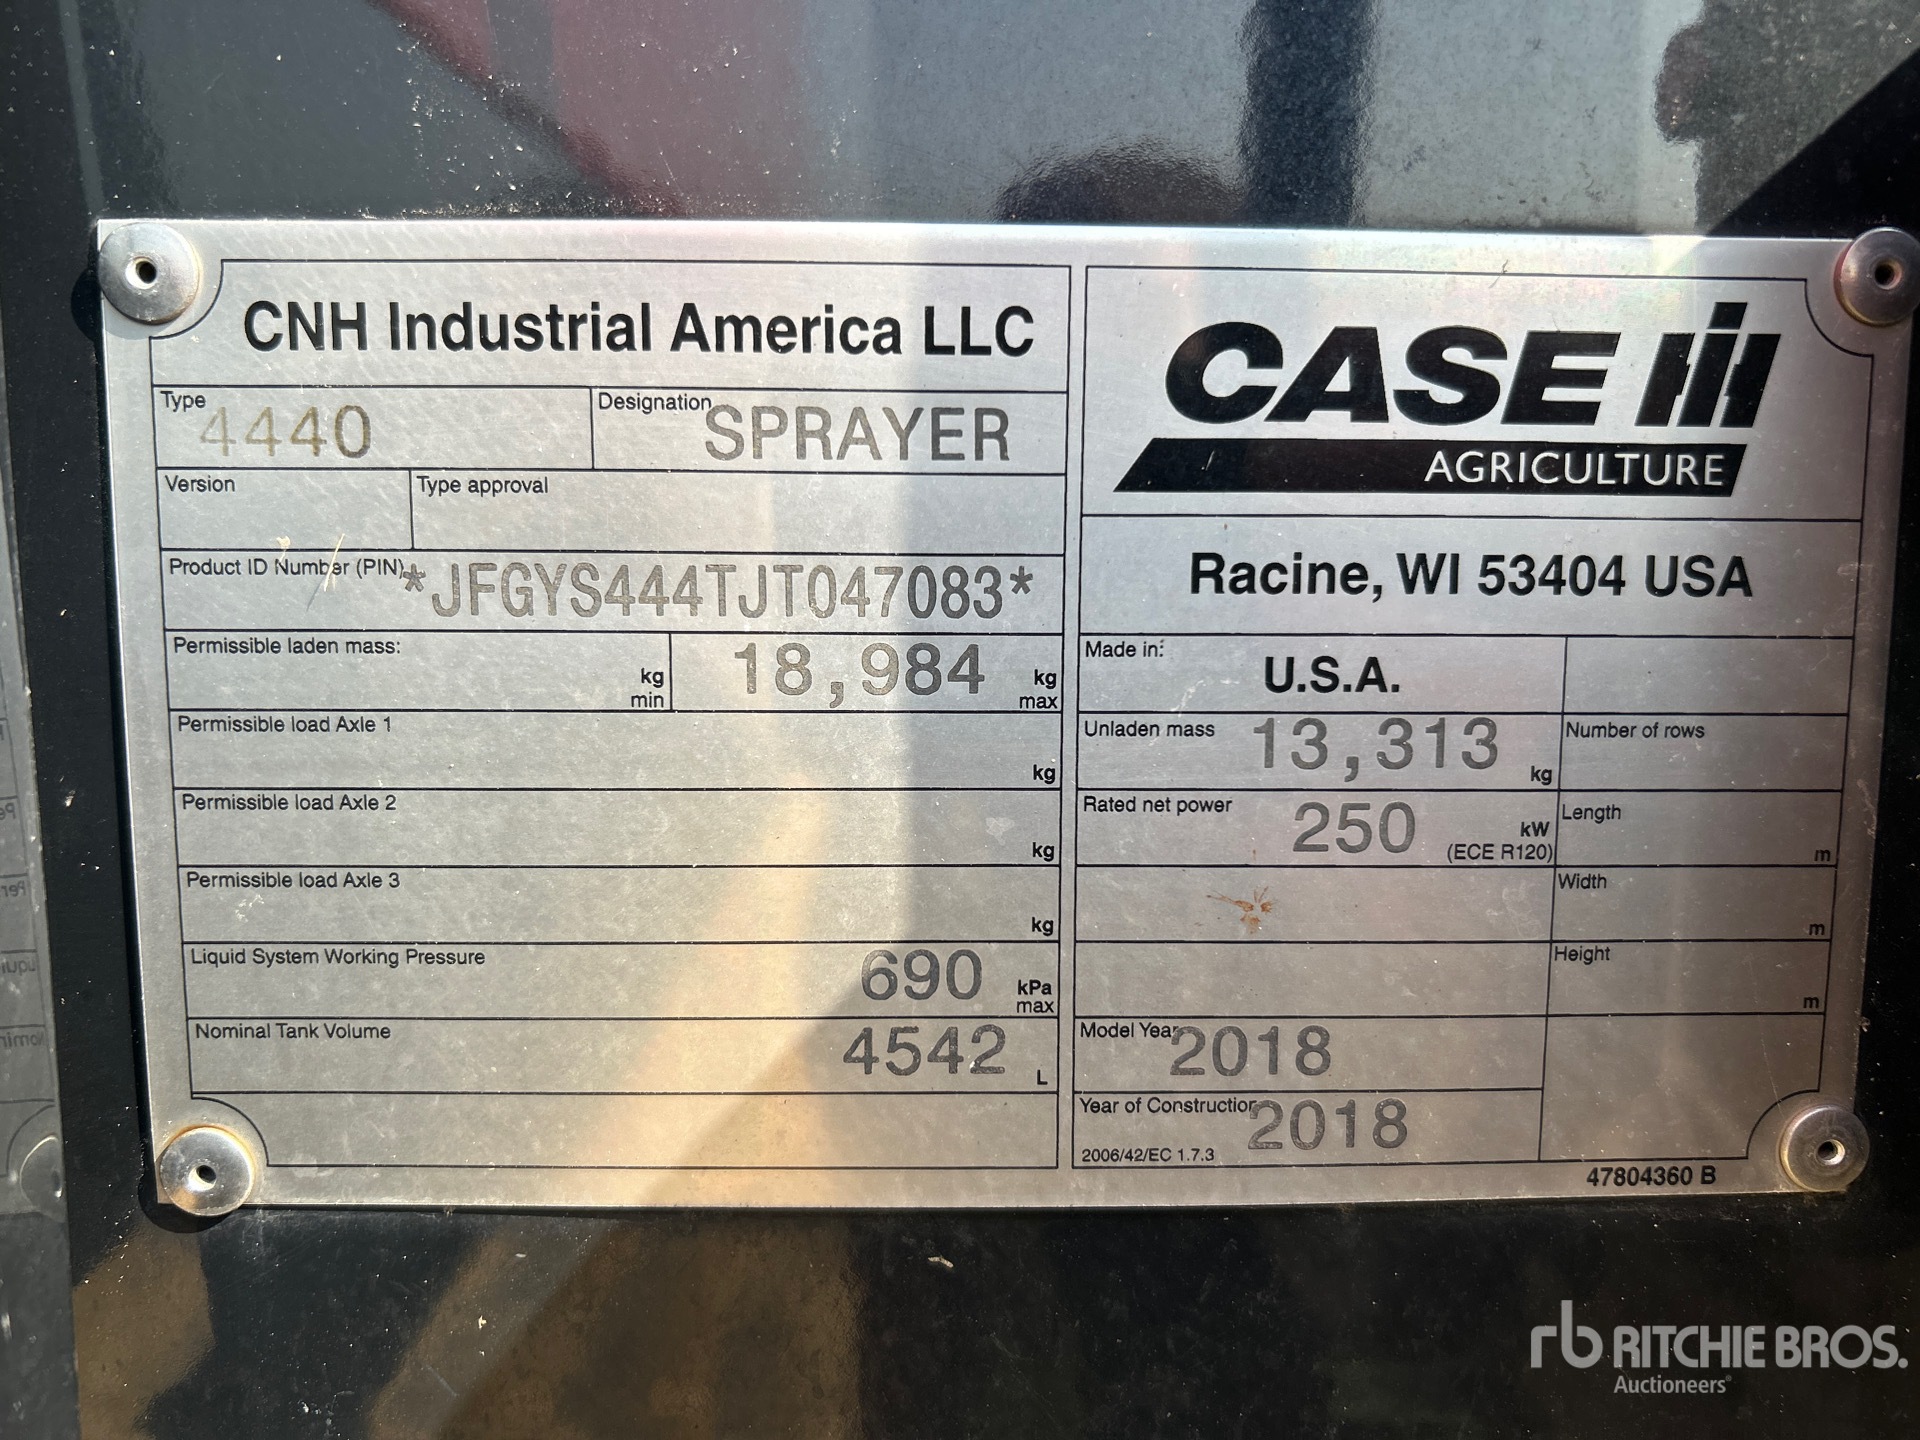 CNH Industrial America LLC
Type 4440 Designation SPRAYER
Version Type approval
Product ID Number (PIN) *JFGYS444TJT047083*
Permissible laden mass: kg min 18,984 kg max
Permissible load Axle 1 kg
Permissible load Axle 2 kg
Permissible load Axle 3 kg
Liquid System Working Pressure 690 kPa max
Nominal Tank Volume 4542 L
CASE IH
AGRICULTURE
Racine, WI 53404 USA
Made in: U.S.A.
Unladen mass 13,313 kg Number of rows
Rated net power 250 kW (ECE R120) Length m
Width m
Height m
Model Year 2018
Year of Construction 2018
2006/42/EC 1.7.3
47804360 B
rb RITCHIE BROS.
Auctioneers